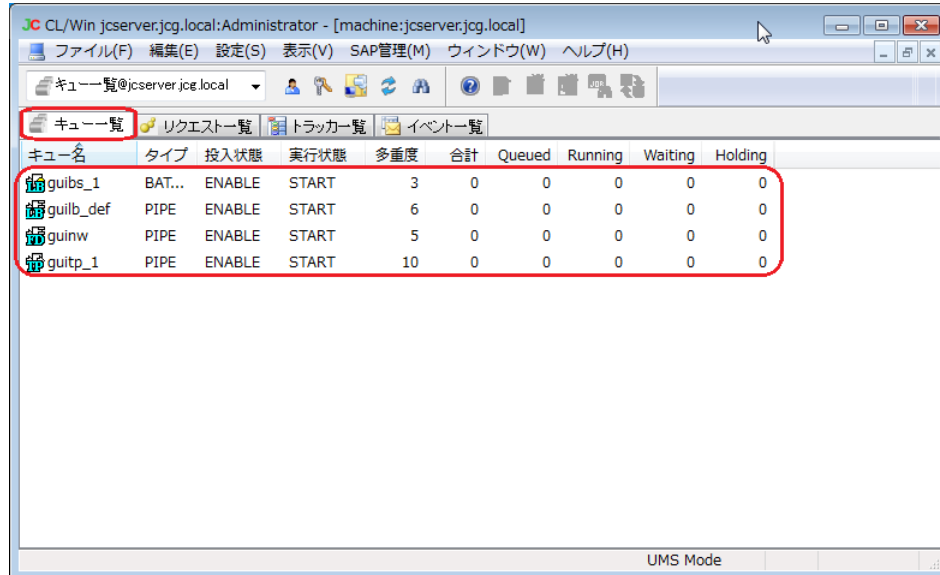 JC CL/Win jcserver.jcg.local:Administrator - [machine:jcserver.jcg.local]
ファイル(F) 編集(E) 設定(S) 表示(V) SAP管理(M) ウィンドウ(W) ヘルプ(H)
キュー一覧@jcserver.jcg.local
キュー一覧 リクエスト一覧 トラッカ一覧 イベント一覧
キュー名 タイプ 投入状態 実行状態 多重度 合計 Queued Running Waiting Holding
guibs_1 BAT... ENABLE START 3 0 0 0 0 0
guilb_def PIPE ENABLE START 6 0 0 0 0 0
guinw PIPE ENABLE START 5 0 0 0 0 0
guitp_1 PIPE ENABLE START 10 0 0 0 0 0
UMS Mode